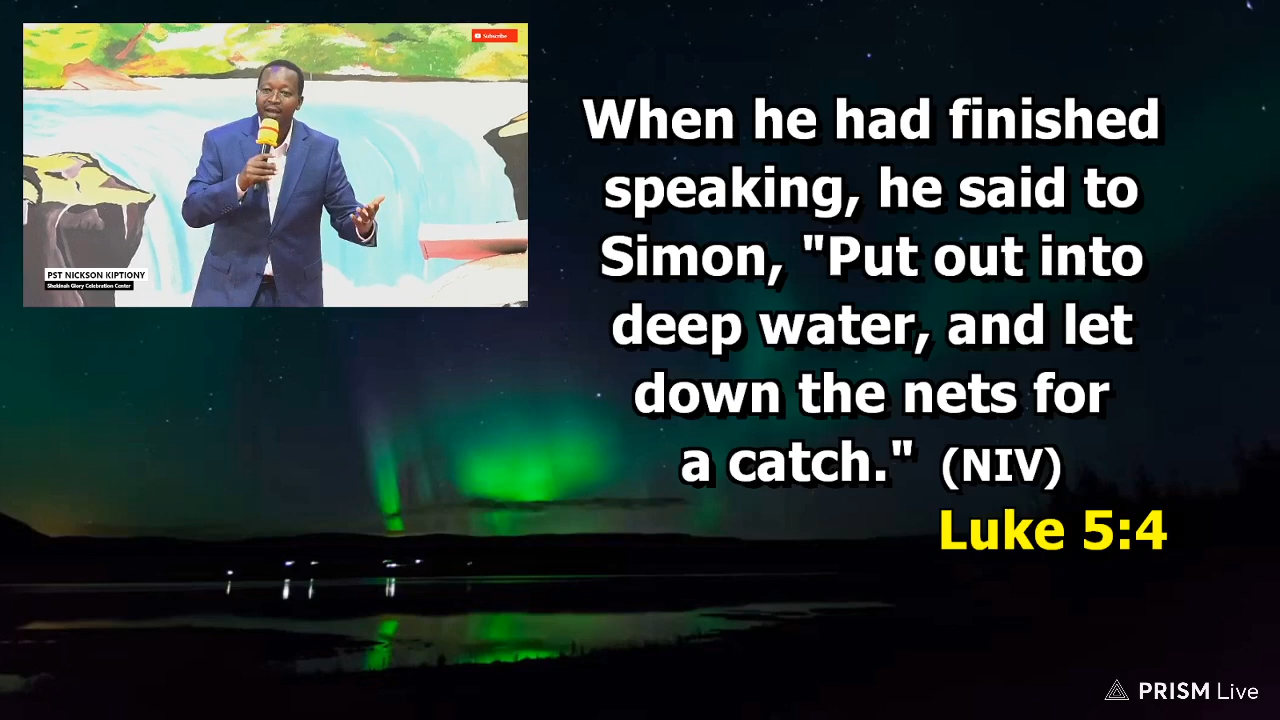 Subscribe
PST NICKSON KIPTIONY
Shekinah Glory Celebration Center
When he had finished
speaking, he said to
Simon, "Put out into
deep water, and let
down the nets for
a catch." (NIV)
Luke 5:4
PRISM Live